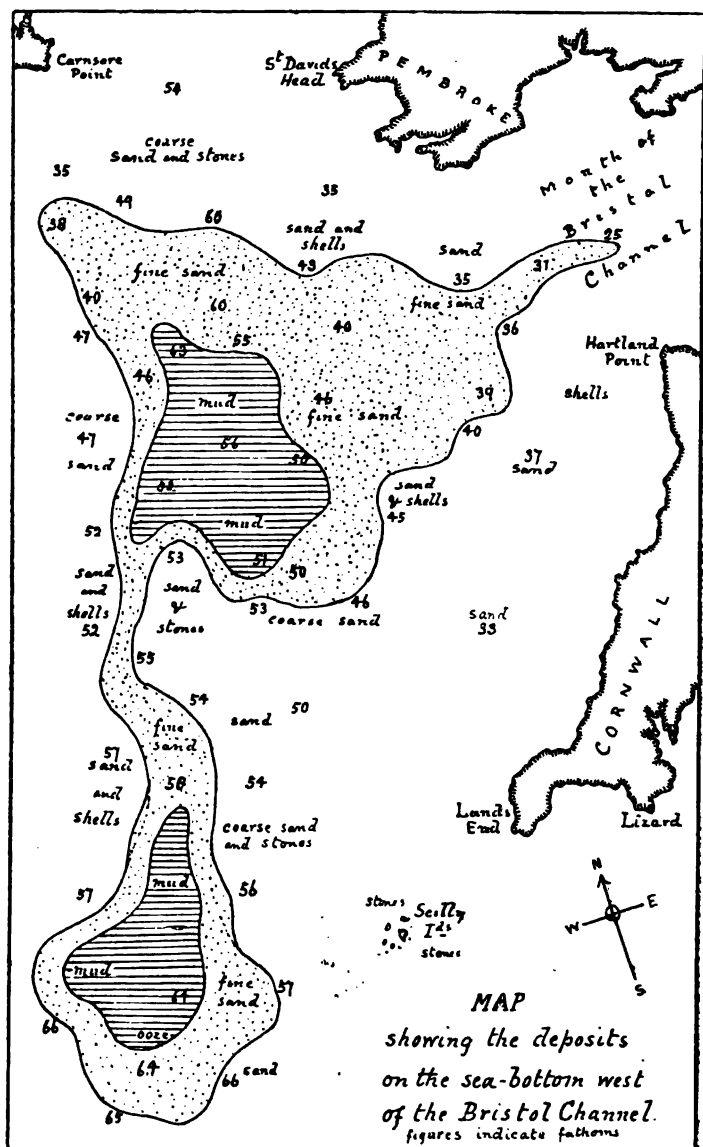 Carnsore
Point
54
St Davids
Head
PEMBROKE
coarse
sand and stones
35
44
60
35
38
sand and
shells
43
sand
Mouth of
the
Bristol
Channel
25
31
35
fine sand
fine sand
40
60
40
36
47
55
Hartland
Point
46
mud
46
fine sand
39
shells
coarse
47
sand
56
50
40
37
sand
mud
sand
& shells
45
52
53
51
50
sand
and
shells
52
sand
&
stones
53
46
coarse sand
sand
33
55
54
fine
sand
sand
50
CORNWALL
57
sand
and
shells
58
54
coarse sand
and stones
Lands
End
Lizard
mud
57
56
stones
Scilly
Ids
stones
N
W
E
S
mud
fine
sand
57
66
ooze
64
66
sand
65
MAP
showing the deposits
on the sea-bottom west
of the Bristol Channel.
figures indicate fathoms